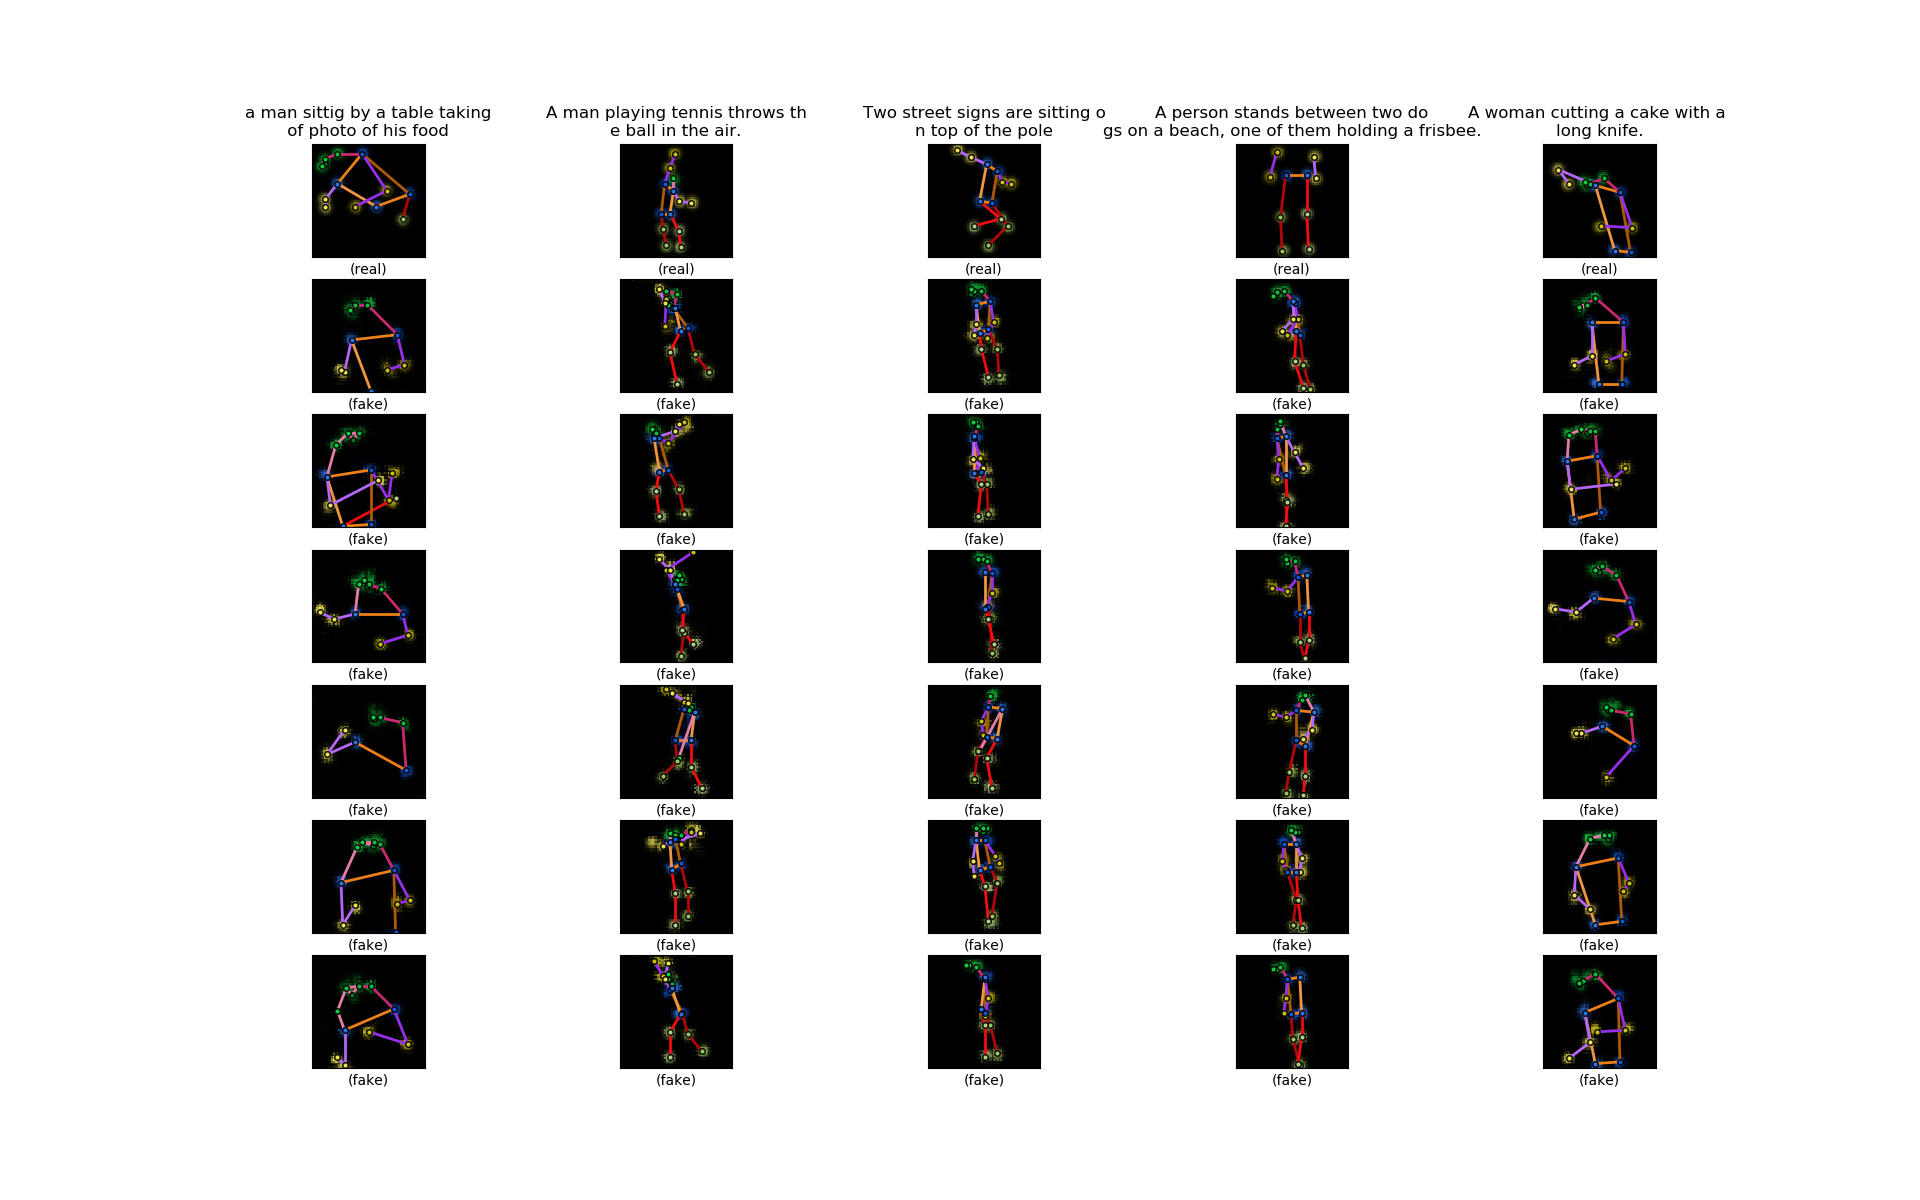 a man sittig by a table taking
of photo of his food
A man playing tennis throws th
e ball in the air.
Two street signs are sitting o
n top of the pole
A person stands between two do
gs on a beach, one of them holding a frisbee.
A woman cutting a cake with a
long knife.
(real) (real) (real) (real) (real)
(fake) (fake) (fake) (fake) (fake)
(fake) (fake) (fake) (fake) (fake)
(fake) (fake) (fake) (fake) (fake)
(fake) (fake) (fake) (fake) (fake)
(fake) (fake) (fake) (fake) (fake)
(fake) (fake) (fake) (fake) (fake)